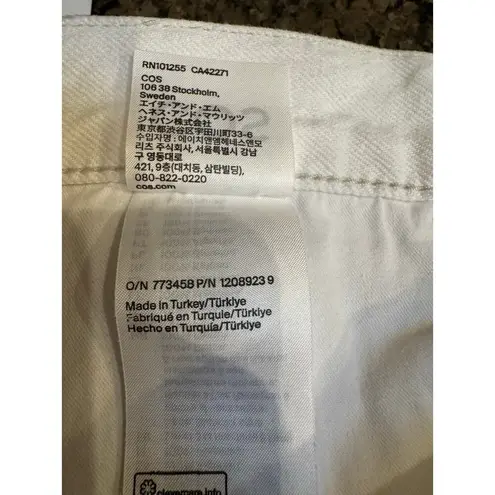 RN101255 CA42271
COS
106 38 Stockholm,
Sweden
エイチ・アンド・エム
ヘネス・アンド・マウリッツ
ジャパン株式会社
東京都渋谷区宇田川町33-6
수입자명 : 에이치앤엠헤네스앤모
리츠 주식회사, 서울특별시 강남
구 영동대로
421, 9층(대치동, 삼탄빌딩),
080-822-0220
cos.com
O/N 773458 P/N 1208923 9
Made in Turkey/Türkiye
Fabriqué en Turquie/Türkiye
Hecho en Turquía/Türkiye
clevercare.info